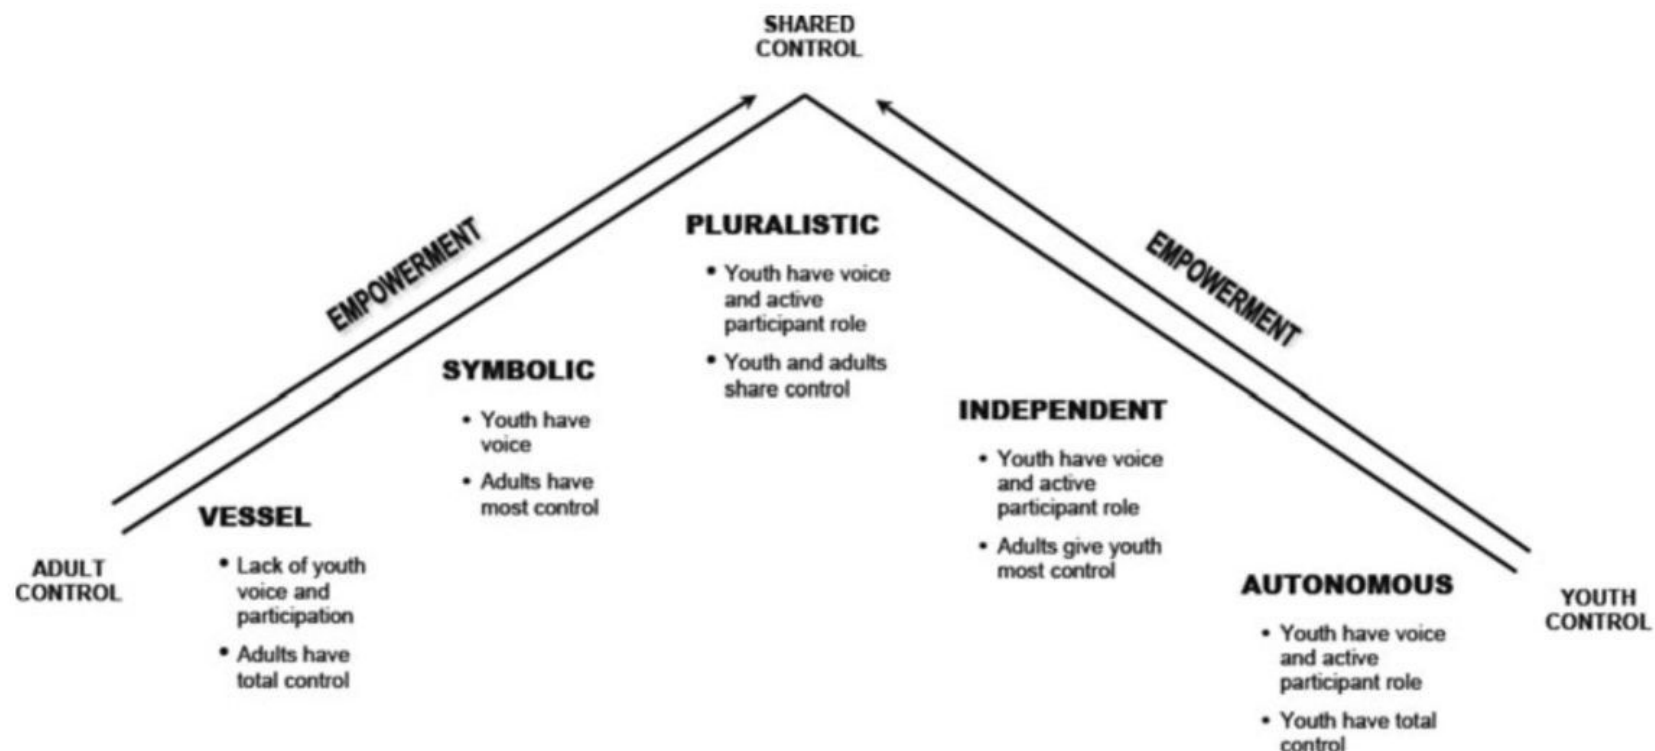 SHARED
CONTROL
EMPOWERMENT
EMPOWERMENT
PLURALISTIC
• Youth have voice
and active
participant role
• Youth and adults
share control
SYMBOLIC
• Youth have
voice
• Adults have
most control
INDEPENDENT
• Youth have voice
and active
participant role
• Adults give youth
most control
VESSEL
• Lack of youth
voice and
participation
• Adults have
total control
ADULT
CONTROL
AUTONOMOUS
• Youth have voice
and active
participant role
• Youth have total
control
YOUTH
CONTROL